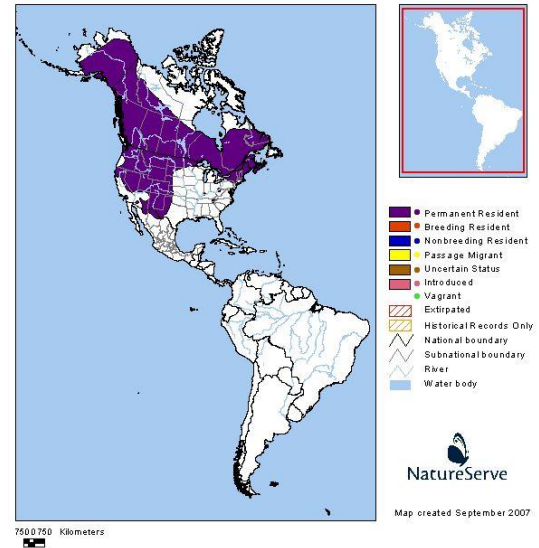 Permanent Resident
Breeding Resident
Nonbreeding Resident
Passage Migrant
Uncertain Status
Introduced
Vagrant
Extirpated
Historical Records Only
National boundary
Subnational boundary
River
Water body
NatureServe
Map created September 2007
750 0 750 Kilometers